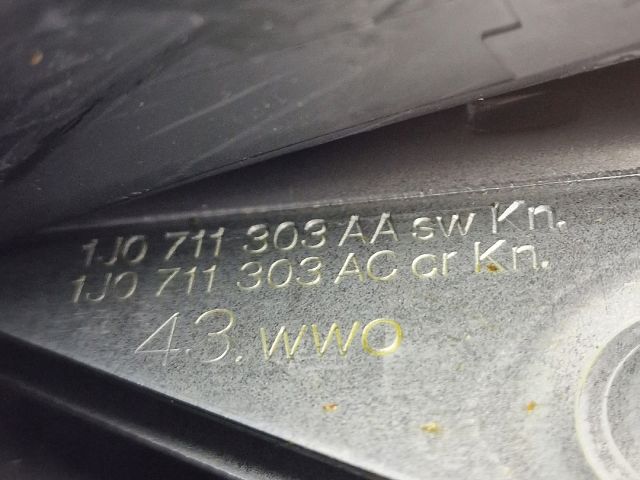 1J0 711 303 AA sw Kn.
1J0 711 303 AC cr Kn.
4.3. WWO